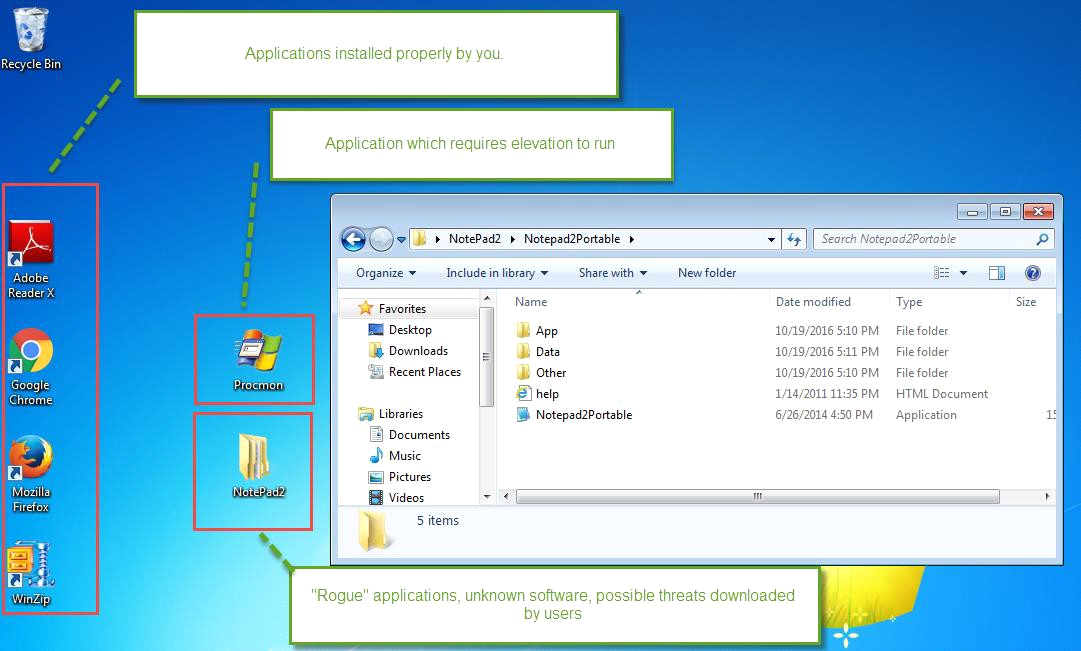 Recycle Bin
Applications installed properly by you.
Application which requires elevation to run
Adobe
Reader X
Google
Chrome
Mozilla
Firefox
WinZip
Procmon
NotePad2
NotePad2 Notepad2Portable
Search Notepad2Portable
Organize Include in library Share with New folder
Favorites
Desktop
Downloads
Recent Places
Libraries
Documents
Music
Pictures
Videos
Name Date modified Type Size
App 10/19/2016 5:10 PM File folder
Data 10/19/2016 5:11 PM File folder
Other 10/19/2016 5:10 PM File folder
help 1/14/2011 11:35 PM HTML Document
Notepad2Portable 6/26/2014 4:50 PM Application 15
5 items
"Rogue" applications, unknown software, possible threats downloaded
by users